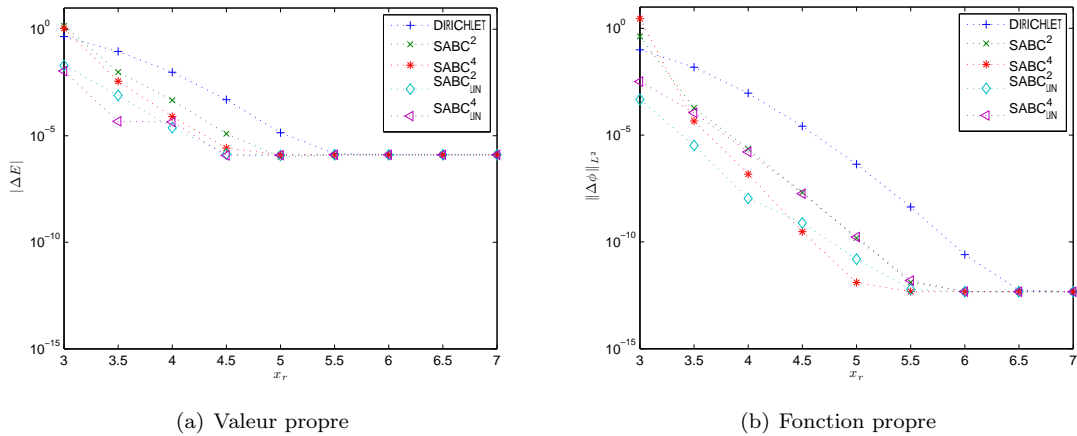 10^0
10^-5
10^-10
10^-15
|ΔE|
3 3.5 4 4.5 5 5.5 6 6.5 7
x_r
DIRICHLET
SABC^2
SABC^4
SABC^2_LIN
SABC^4_LIN
(a) Valeur propre
10^0
10^-5
10^-10
10^-15
‖Δϕ‖_{L^2}
3 3.5 4 4.5 5 5.5 6 6.5 7
x_r
DIRICHLET
SABC^2
SABC^4
SABC^2_LIN
SABC^4_LIN
(b) Fonction propre